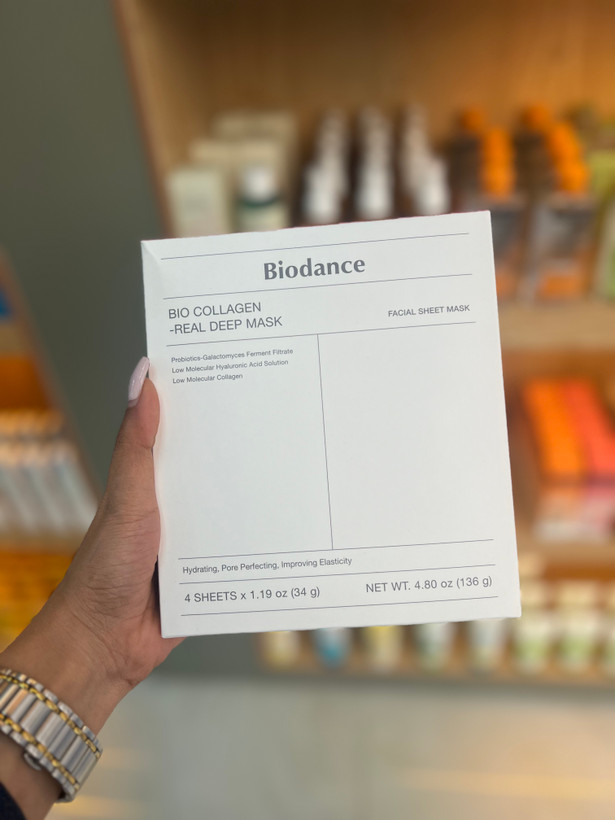 Biodance
BIO COLLAGEN
-REAL DEEP MASK
FACIAL SHEET MASK
Prebiotics-Galactomyces Ferment Filtrate
Low Molecular Hyaluronic Acid Solution
Low Molecular Collagen
Hydrating, Pore Perfecting, Improving Elasticity
4 SHEETS x 1.19 oz (34 g)
NET WT. 4.80 oz (136 g)